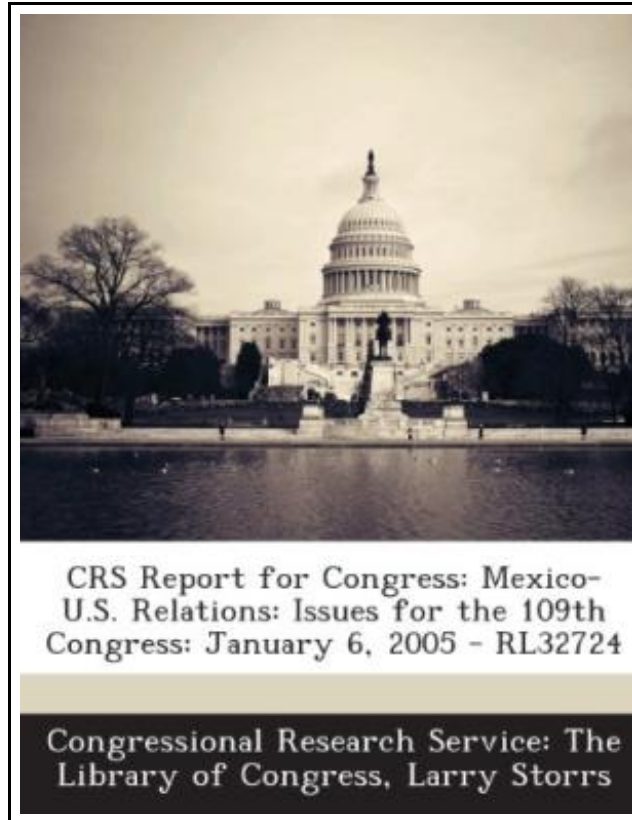 CRS Report for Congress: Mexico-
U.S. Relations: Issues for the 109th
Congress: January 6, 2005 - RL32724
Congressional Research Service: The
Library of Congress, Larry Storrs